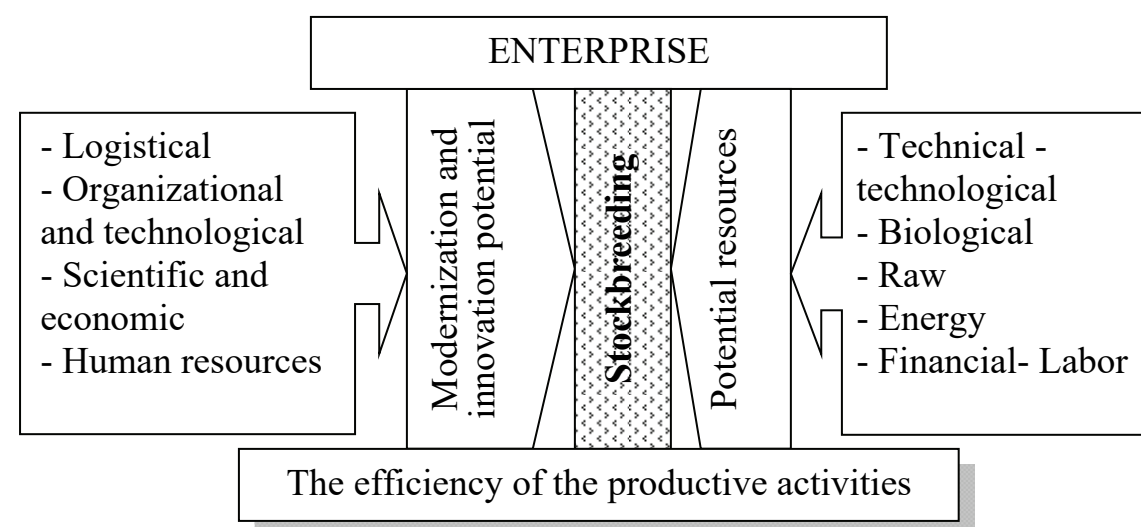 ENTERPRISE
- Logistical
- Organizational
and technological
- Scientific and
economic
- Human resources
Modernization and
innovation potential
Stockbreeding
Potential resources
- Technical -
technological
- Biological
- Raw
- Energy
- Financial- Labor
The efficiency of the productive activities